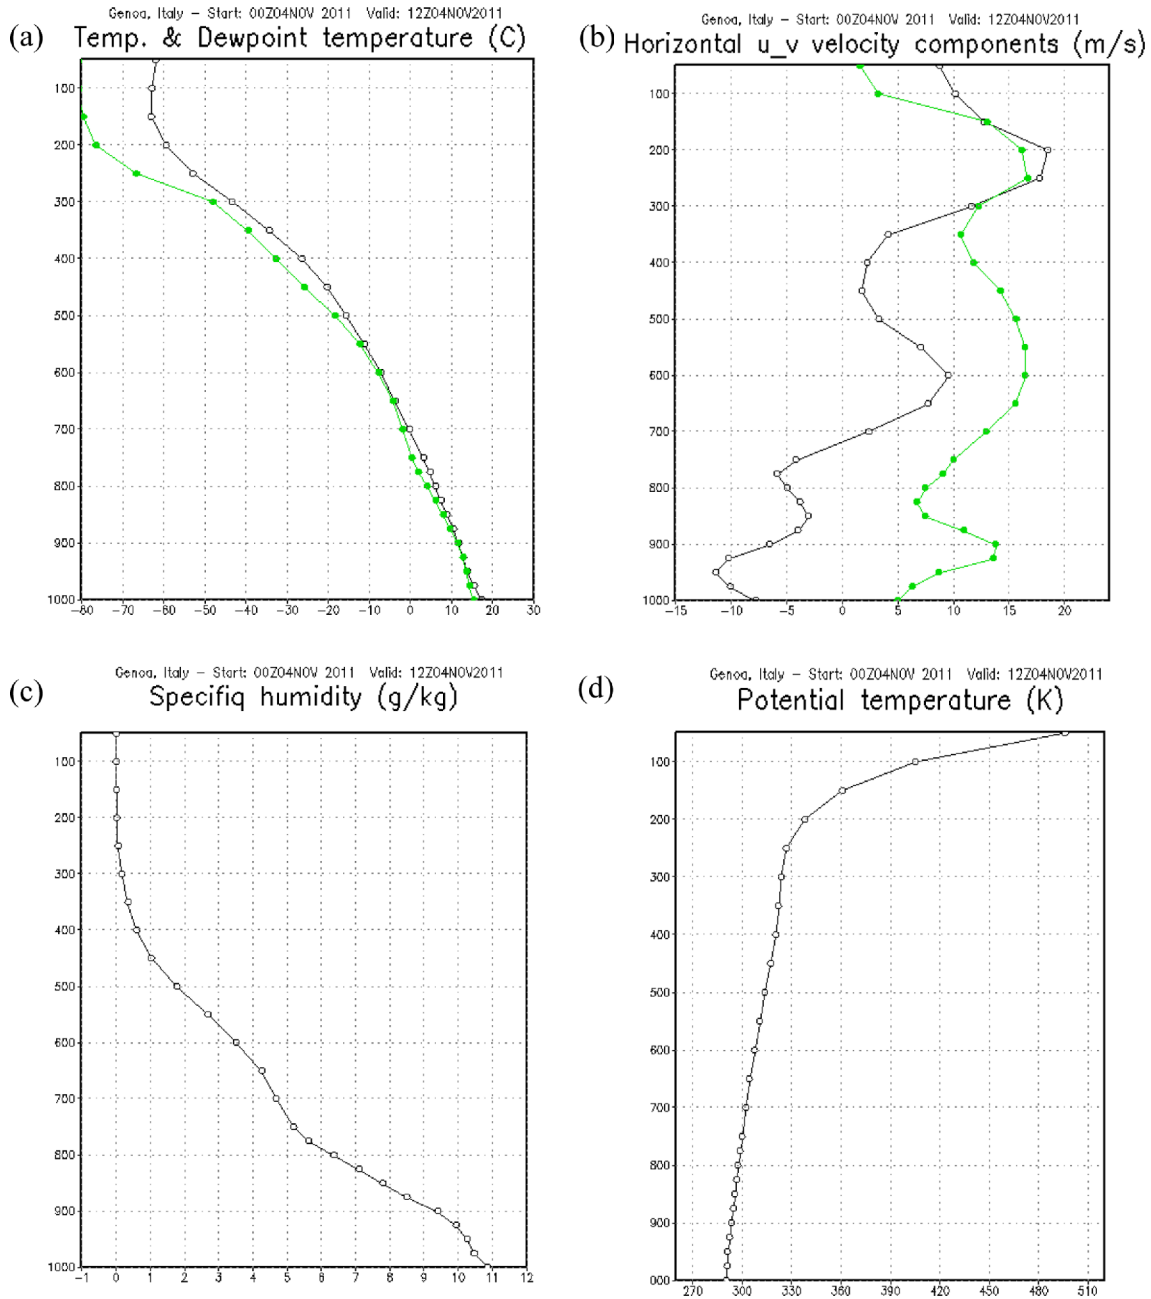 (a)
Genoa, Italy – Start: 00Z04NOV 2011 Valid: 12Z04NOV2011
Temp. & Dewpoint temperature (C)
100
200
300
400
500
600
700
800
900
1000
−80 −70 −60 −50 −40 −30 −20 −10 0 10 20 30
(b)
Genoa, Italy – Start: 00Z04NOV 2011 Valid: 12Z04NOV2011
Horizontal u_v velocity components (m/s)
100
200
300
400
500
600
700
800
900
1000
−15 −10 −5 0 5 10 15 20
(c)
Genoa, Italy – Start: 00Z04NOV 2011 Valid: 12Z04NOV2011
Specifiq humidity (g/kg)
100
200
300
400
500
600
700
800
900
1000
−1 0 1 2 3 4 5 6 7 8 9 10 11 12
(d)
Genoa, Italy – Start: 00Z04NOV 2011 Valid: 12Z04NOV2011
Potential temperature (K)
100
200
300
400
500
600
700
800
900
000
270 300 330 360 390 420 450 480 510